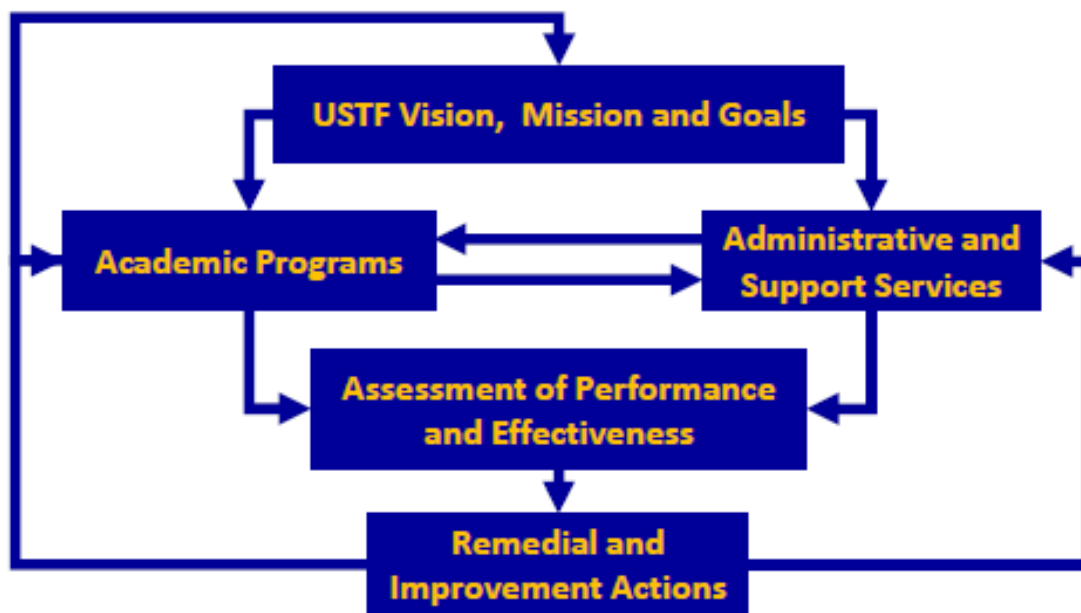 USTF Vision, Mission and Goals
Academic Programs
Administrative and
Support Services
Assessment of Performance
and Effectiveness
Remedial and
Improvement Actions